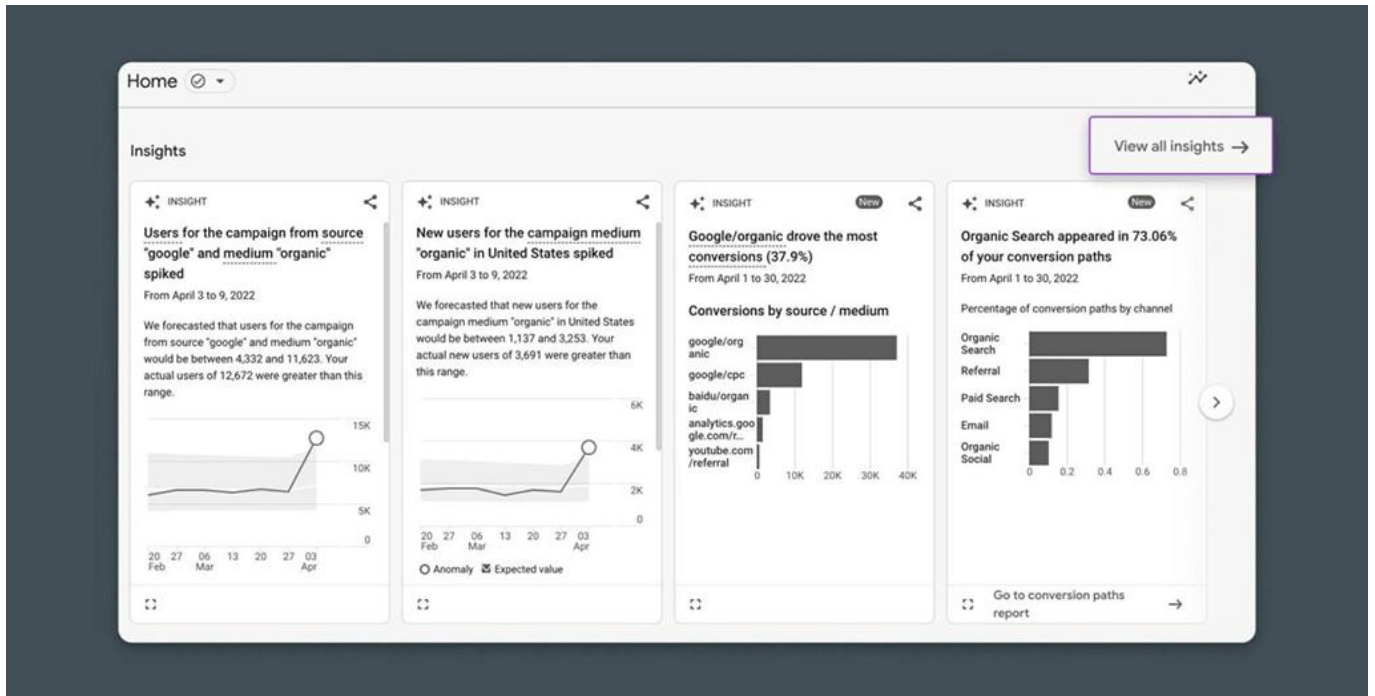 Home
View all insights →
Insights
INSIGHT
Users for the campaign from source
"google" and medium "organic"
spiked
From April 3 to 9, 2022
We forecasted that users for the campaign
from source "google" and medium "organic"
would be between 4,332 and 11,623. Your
actual users of 12,672 were greater than this
range.
15K
10K
5K
0
20 27 06 13 20 27 03
Feb Mar Apr
INSIGHT
New users for the campaign medium
"organic" in United States spiked
From April 3 to 9, 2022
We forecasted that new users for the
campaign medium "organic" in United States
would be between 1,137 and 3,253. Your
actual new users of 3,691 were greater than
this range.
6K
4K
2K
0
20 27 06 13 20 27 03
Feb Mar Apr
Anomaly Expected value
INSIGHT New
Google/organic drove the most
conversions (37.9%)
From April 1 to 30, 2022
Conversions by source / medium
google/org
anic
google/cpc
baidu/organ
ic
analytics.goo
gle.com/r...
youtube.com
/referral
0 10K 20K 30K 40K
INSIGHT New
Organic Search appeared in 73.06%
of your conversion paths
From April 1 to 30, 2022
Percentage of conversion paths by channel
Organic
Search
Referral
Paid Search
Email
Organic
Social
0 0.2 0.4 0.6 0.8
Go to conversion paths
report →